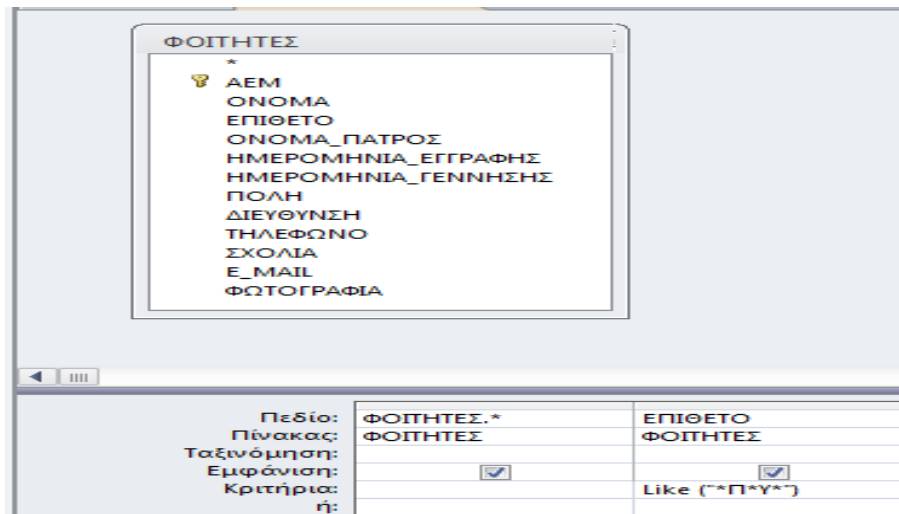 ΦΟΙΤΗΤΕΣ
*
ΑΕΜ
ΟΝΟΜΑ
ΕΠΙΘΕΤΟ
ΟΝΟΜΑ_ΠΑΤΡΟΣ
ΗΜΕΡΟΜΗΝΙΑ_ΕΓΓΡΑΦΗΣ
ΗΜΕΡΟΜΗΝΙΑ_ΓΕΝΝΗΣΗΣ
ΠΟΛΗ
ΔΙΕΥΘΥΝΣΗ
ΤΗΛΕΦΩΝΟ
ΣΧΟΛΙΑ
E_MAIL
ΦΩΤΟΓΡΑΦΙΑ
Πεδίο: ΦΟΙΤΗΤΕΣ.* ΕΠΙΘΕΤΟ
Πίνακας: ΦΟΙΤΗΤΕΣ ΦΟΙΤΗΤΕΣ
Ταξινόμηση:
Εμφάνιση:
Κριτήρια: Like ("*Π*Υ*")
ή: